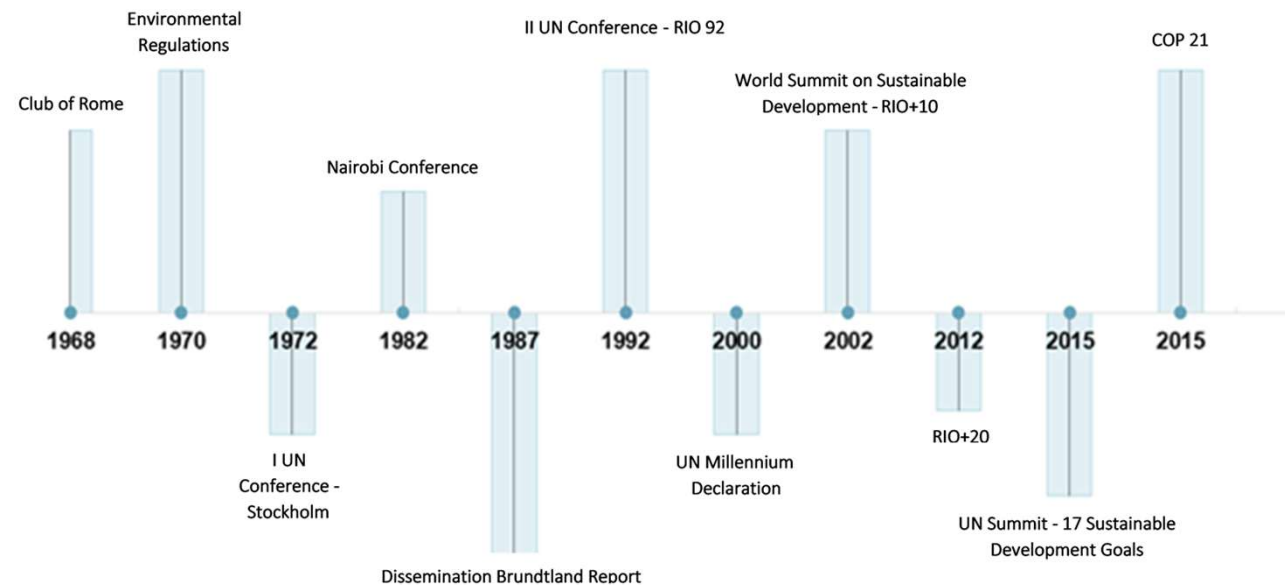 Environmental
Regulations
II UN Conference - RIO 92
COP 21
Club of Rome
World Summit on Sustainable
Development - RIO+10
Nairobi Conference
1968 1970 1972 1982 1987 1992 2000 2002 2012 2015 2015
I UN
Conference -
Stockholm
UN Millennium
Declaration
RIO+20
UN Summit - 17 Sustainable
Development Goals
Dissemination Brundtland Report